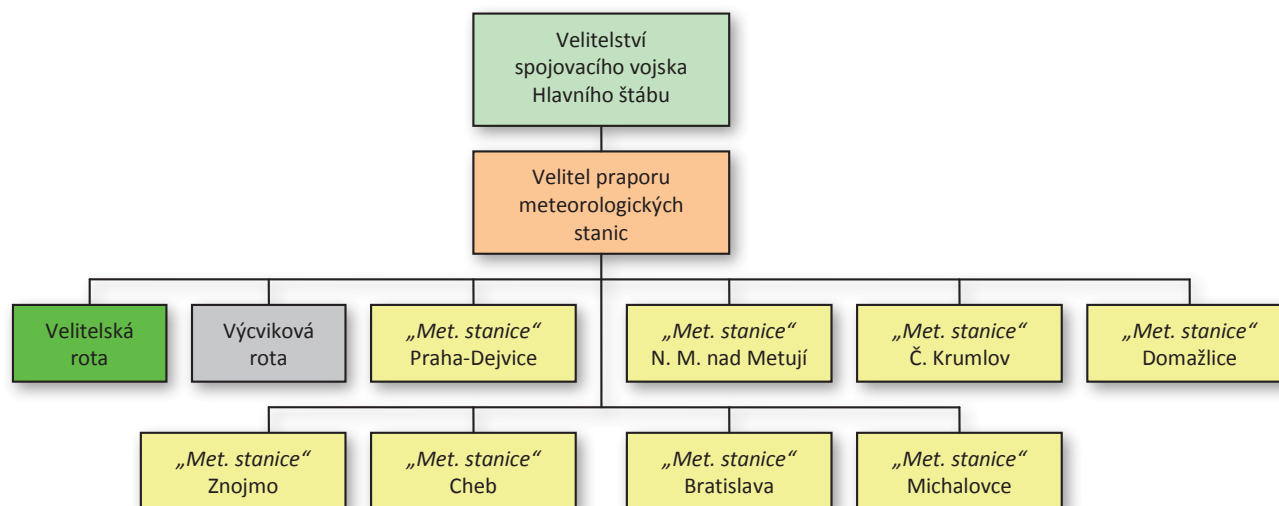 Velitelství
spojovacího vojska
Hlavního štábu
Velitel praporu
meteorologických
stanic
Velitelská
rota
Výcviková
rota
„Met. stanice“
Praha-Dejvice
„Met. stanice“
N. M. nad Metují
„Met. stanice“
Č. Krumlov
„Met. stanice“
Domažlice
„Met. stanice“
Znojmo
„Met. stanice“
Cheb
„Met. stanice“
Bratislava
„Met. stanice“
Michalovce